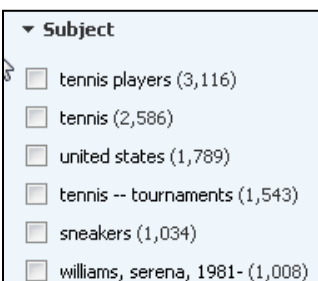 Subject
tennis players (3,116)
tennis (2,586)
united states (1,789)
tennis -- tournaments (1,543)
sneakers (1,034)
williams, serena, 1981- (1,008)